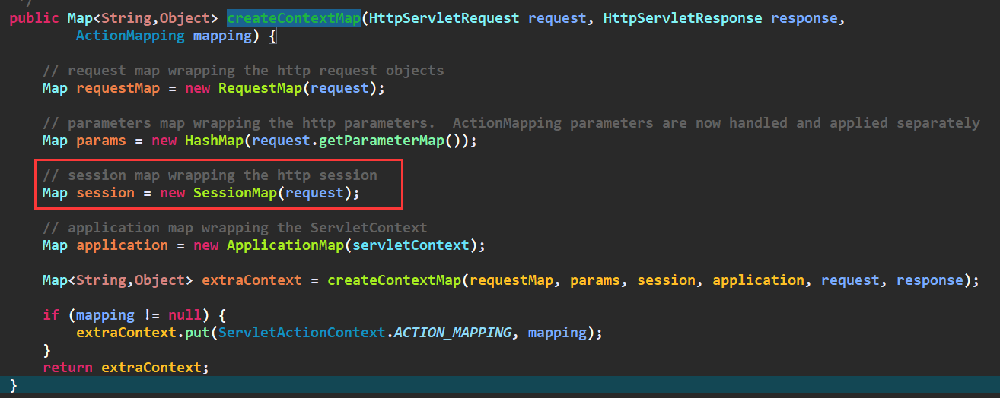 */
public Map<String,Object> createContextMap(HttpServletRequest request, HttpServletResponse response,
        ActionMapping mapping) {

    // request map wrapping the http request objects
    Map requestMap = new RequestMap(request);

    // parameters map wrapping the http parameters.  ActionMapping parameters are now handled and applied separately
    Map params = new HashMap(request.getParameterMap());

    // session map wrapping the http session
    Map session = new SessionMap(request);

    // application map wrapping the ServletContext
    Map application = new ApplicationMap(servletContext);

    Map<String,Object> extraContext = createContextMap(requestMap, params, session, application, request, response);

    if (mapping != null) {
        extraContext.put(ServletActionContext.ACTION_MAPPING, mapping);
    }
    return extraContext;
}